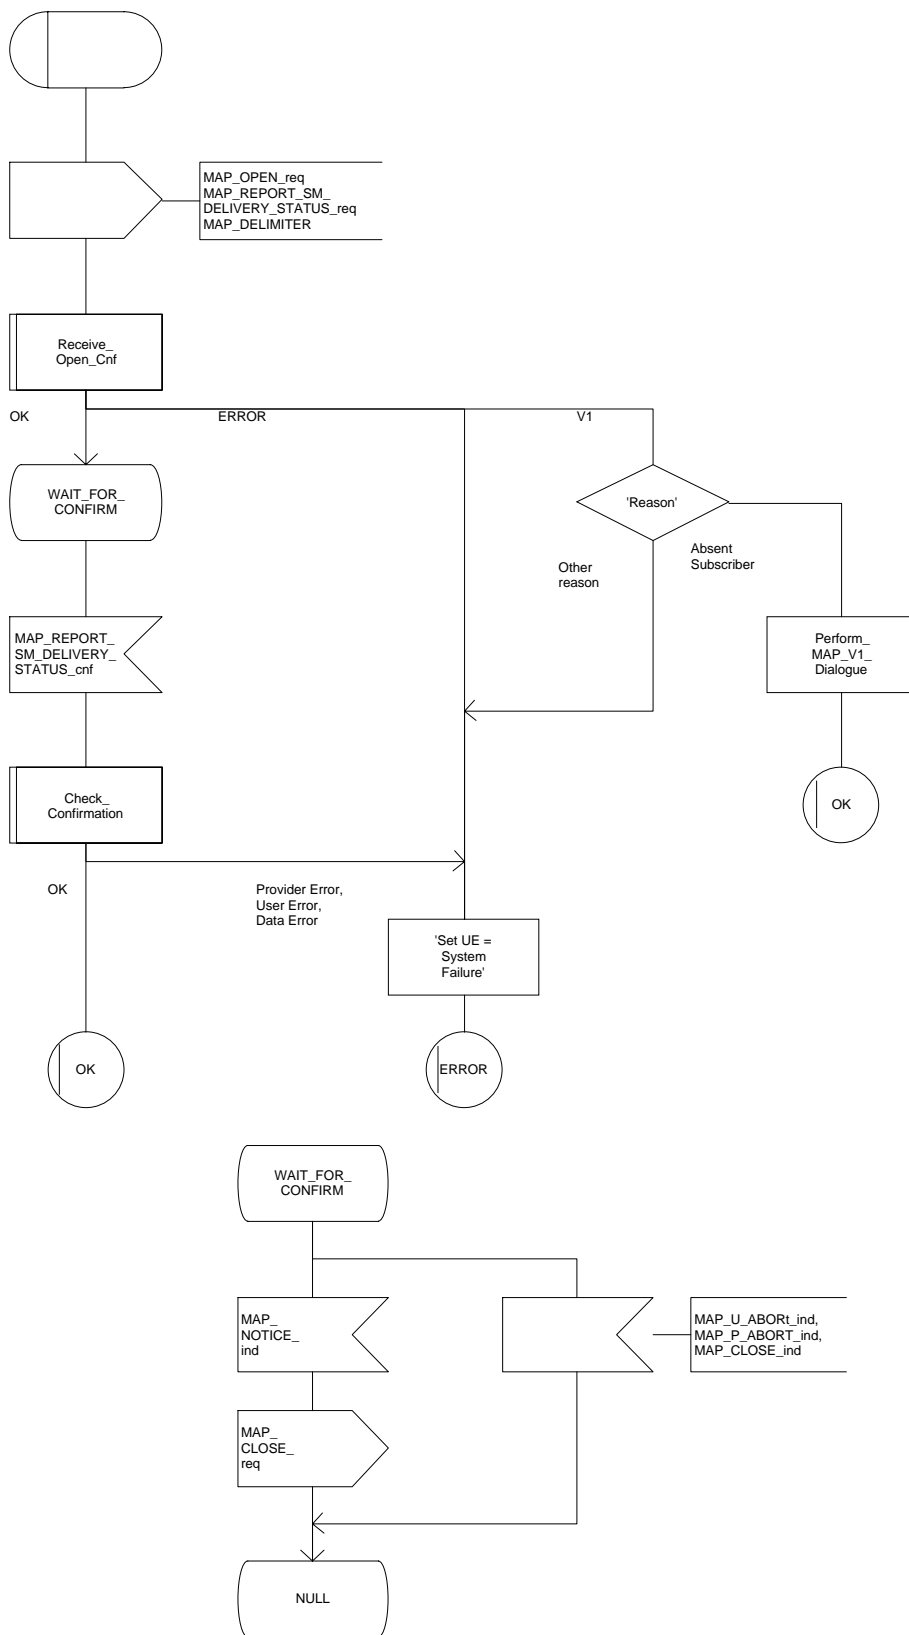 MAP_OPEN_req
MAP_REPORT_SM_
DELIVERY_STATUS_req
MAP_DELIMITER
Receive_
Open_Cnf
OK
ERROR
V1
WAIT_FOR_
CONFIRM
'Reason'
Other
reason
Absent
Subscriber
MAP_REPORT_
SM_DELIVERY_
STATUS_cnf
Perform_
MAP_V1_
Dialogue
Check_
Confirmation
OK
OK
Provider Error,
User Error,
Data Error
'Set UE =
System
Failure'
OK
ERROR
WAIT_FOR_
CONFIRM
MAP_
NOTICE_
ind
MAP_U_ABORt_ind,
MAP_P_ABORT_ind,
MAP_CLOSE_ind
MAP_
CLOSE_
req
NULL